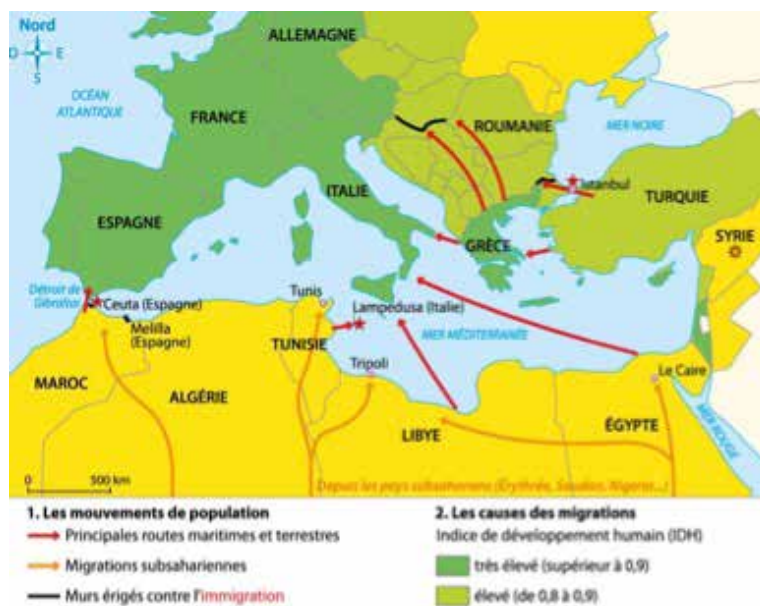 Nord
O E
S
ALLEMAGNE
OCÉAN
ATLANTIQUE
FRANCE
ROUMANIE
MER NOIRE
ITALIE
Istanbul
ESPAGNE
TURQUIE
GRÈCE
SYRIE
Détroit de
Gibraltar
Ceuta (Espagne)
Tunis
Lampedusa (Italie)
Melilla
(Espagne)
MER MÉDITERRANÉE
TUNISIE
Tripoli
Le Caire
MAROC
ALGÉRIE
LIBYE
ÉGYPTE
MER ROUGE
0 500 km
Depuis les pays subsahariens (Érythrée, Soudan, Nigeria...)
1. Les mouvements de population
Principales routes maritimes et terrestres
Migrations subsahariennes
Murs érigés contre l'immigration
2. Les causes des migrations
Indice de développement humain (IDH)
très élevé (supérieur à 0,9)
élevé (de 0,8 à 0,9)